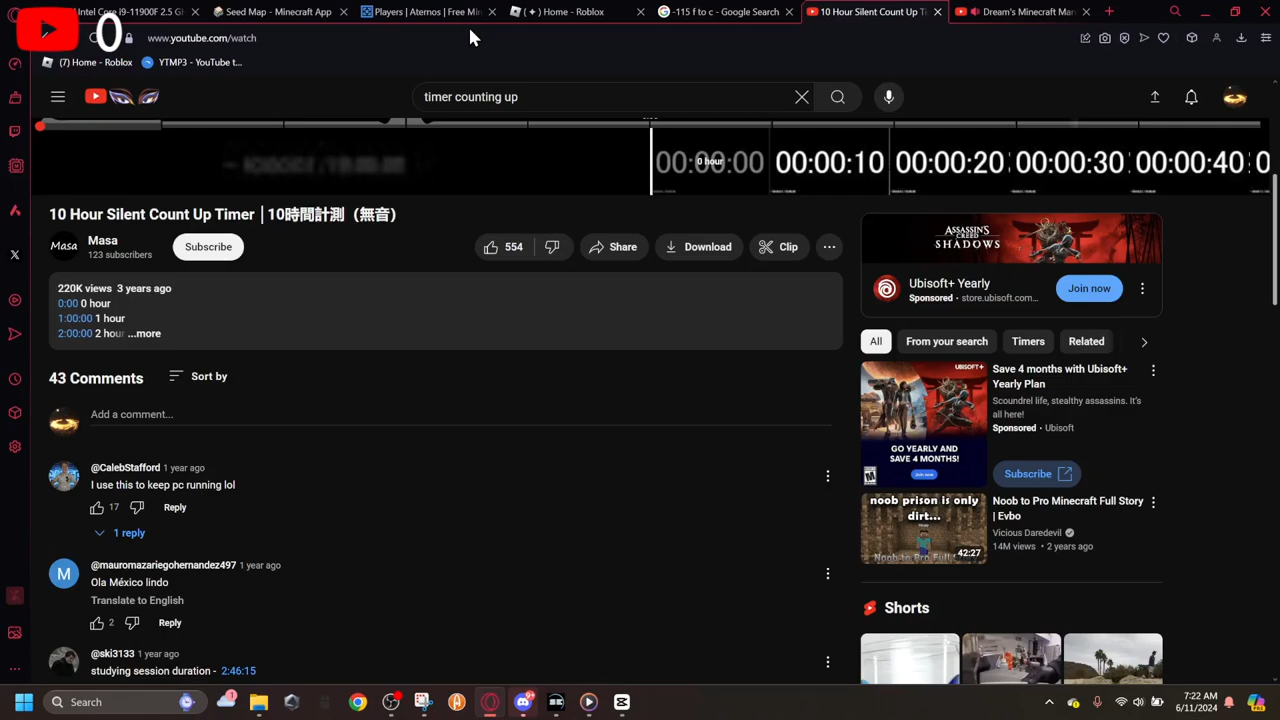 i9-11900F 2.5 G
Seed Map - Minecraft App
Players | Aternos | Free Min
( ✦ ) Home - Roblox
-115 f to c - Google Search
10 Hour Silent Count Up T
Dream's Minecraft Man
0
www.youtube.com/watch
(7) Home - Roblox
YTMP3 - YouTube t...
timer counting up
00:00:00
0 hour
00:00:10
00:00:20
00:00:30
00:00:40
10 Hour Silent Count Up Timer │10時間計測（無音）
Masa
Masa
123 subscribers
Subscribe
554
Share
Download
Clip
220K views 3 years ago
0:00 0 hour
1:00:00 1 hour
2:00:00 2 hour ...more
43 Comments
Sort by
Add a comment...
@CalebStafford 1 year ago
I use this to keep pc running lol
17
Reply
1 reply
M
@mauromazariegohernandez497 1 year ago
Ola México lindo
Translate to English
2
Reply
@ski3133 1 year ago
studying session duration - 2:46:15
ASSASSIN'S CREED
SHADOWS
Ubisoft+ Yearly
Sponsored · store.ubisoft.com...
Join now
All
From your search
Timers
Related
Save 4 months with Ubisoft+ Yearly Plan
Scoundrel life, stealthy assassins. It's all here!
Sponsored · Ubisoft
GO YEARLY AND
SAVE 4 MONTHS!
Subscribe
noob prison is only
dirt...
42:27
Noob to Pro Minecraft Full Story
| Evbo
Vicious Daredevil
14M views · 2 years ago
Shorts
Search
1
7:22 AM
6/11/2024